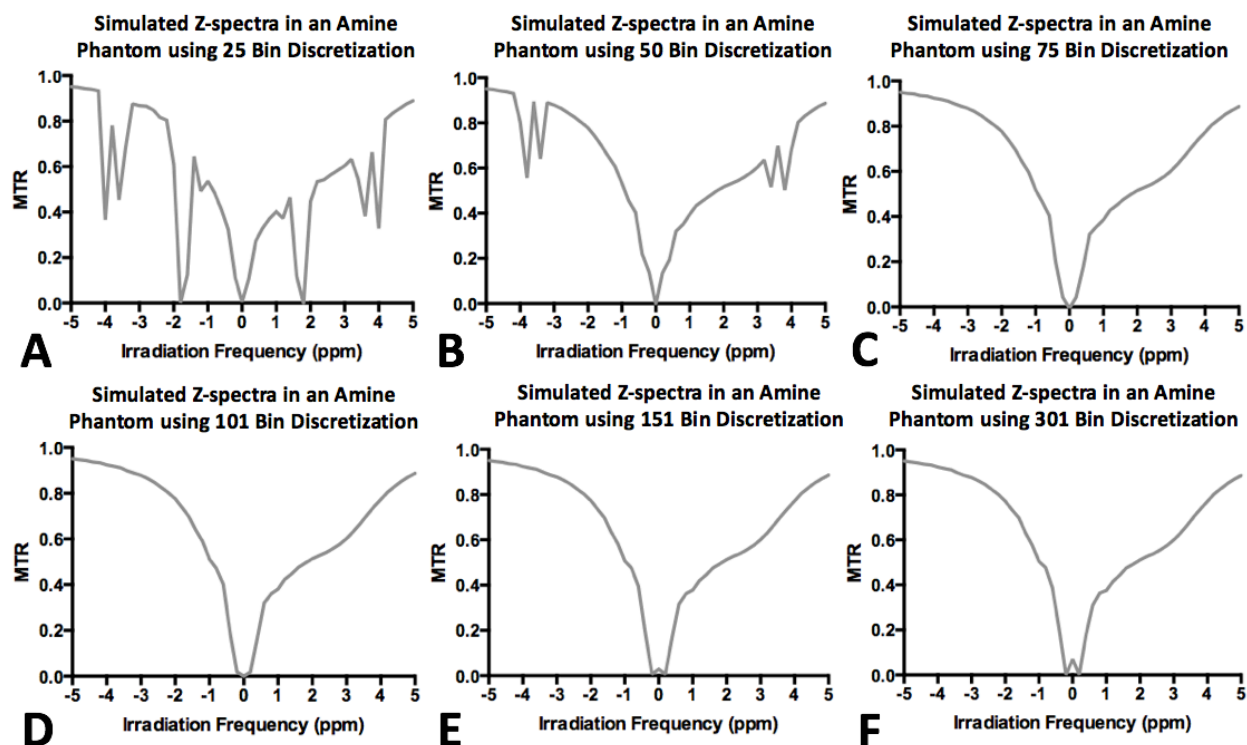 Simulated Z-spectra in an Amine
Phantom using 25 Bin Discretization
1.0
0.8
0.6
0.4
0.2
0.0
MTR
-5 -4 -3 -2 -1 0 1 2 3 4 5
Irradiation Frequency (ppm)
A
Simulated Z-spectra in an Amine
Phantom using 50 Bin Discretization
1.0
0.8
0.6
0.4
0.2
0.0
MTR
-5 -4 -3 -2 -1 0 1 2 3 4 5
Irradiation Frequency (ppm)
B
Simulated Z-spectra in an Amine
Phantom using 75 Bin Discretization
1.0
0.8
0.6
0.4
0.2
0.0
MTR
-5 -4 -3 -2 -1 0 1 2 3 4 5
Irradiation Frequency (ppm)
C
Simulated Z-spectra in an Amine
Phantom using 101 Bin Discretization
1.0
0.8
0.6
0.4
0.2
0.0
MTR
-5 -4 -3 -2 -1 0 1 2 3 4 5
Irradiation Frequency (ppm)
D
Simulated Z-spectra in an Amine
Phantom using 151 Bin Discretization
1.0
0.8
0.6
0.4
0.2
0.0
MTR
-5 -4 -3 -2 -1 0 1 2 3 4 5
Irradiation Frequency (ppm)
E
Simulated Z-spectra in an Amine
Phantom using 301 Bin Discretization
1.0
0.8
0.6
0.4
0.2
0.0
MTR
-5 -4 -3 -2 -1 0 1 2 3 4 5
Irradiation Frequency (ppm)
F